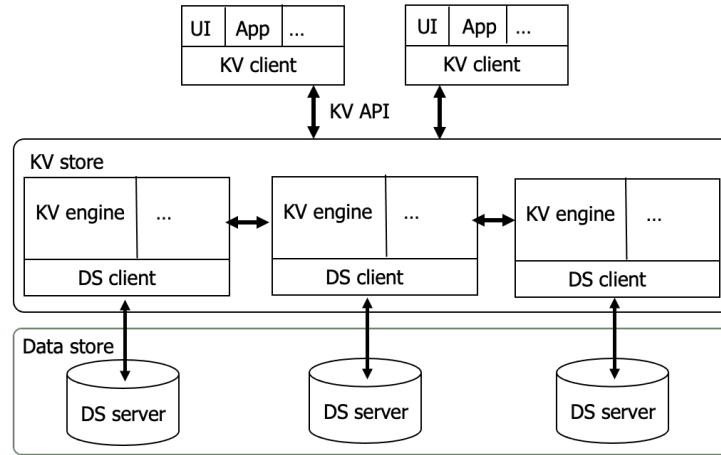 UI App ... UI App ...
KV client KV client
KV API
KV store
KV engine ... KV engine ... KV engine ...
DS client DS client DS client
Data store
DS server DS server DS server